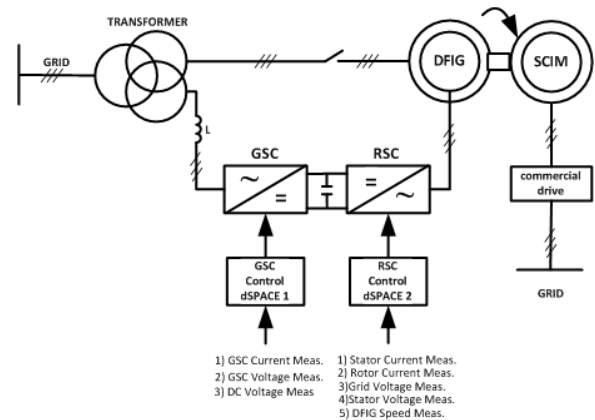 TRANSFORMER
GRID
DFIG
SCIM
L
GSC
RSC
~
=
=
~
commercial
drive
GSC
Control
dSPACE 1
RSC
Control
dSPACE 2
GRID
1) GSC Current Meas.
2) GSC Voltage Meas.
3) DC Voltage Meas
1) Stator Current Meas.
2) Rotor Current Meas.
3)Grid Voltage Meas.
4)Stator Voltage Meas.
5) DFIG Speed Meas.